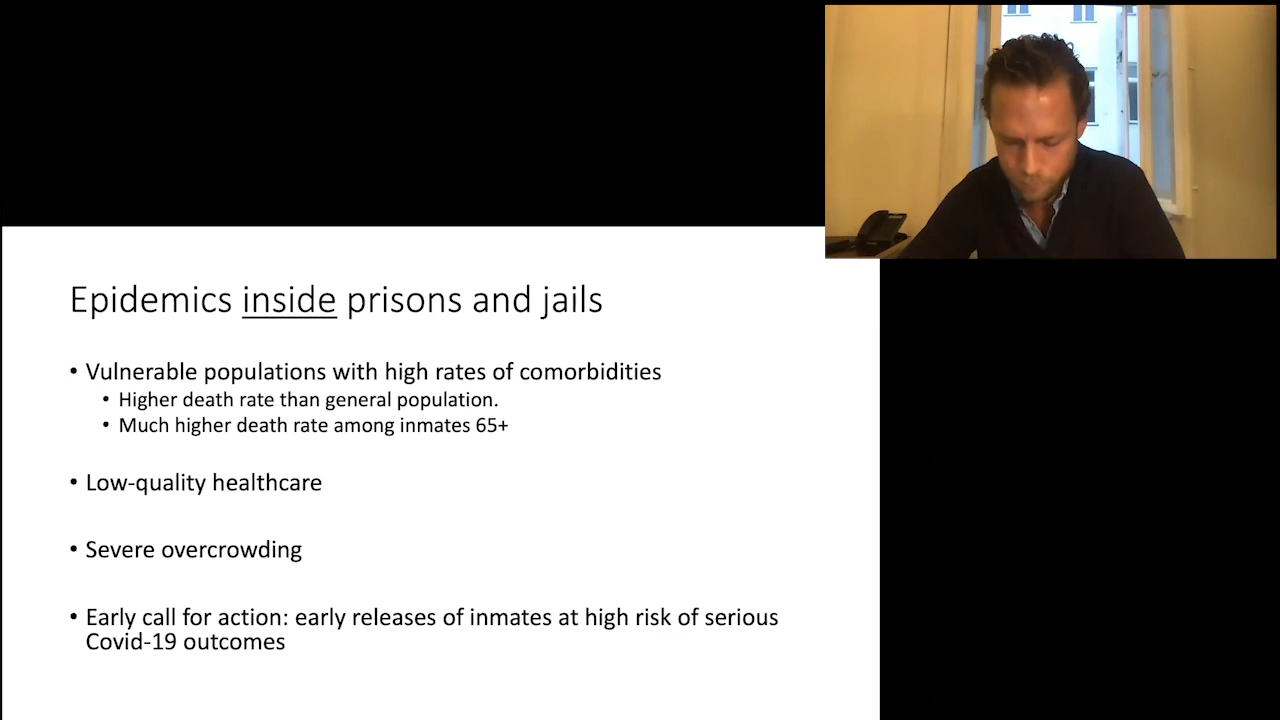 Epidemics inside prisons and jails
• Vulnerable populations with high rates of comorbidities
• Higher death rate than general population.
• Much higher death rate among inmates 65+
• Low-quality healthcare
• Severe overcrowding
• Early call for action: early releases of inmates at high risk of serious
Covid-19 outcomes